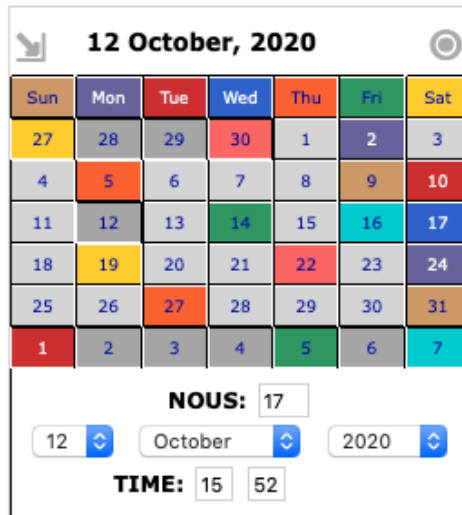 12 October, 2020
Sun Mon Tue Wed Thu Fri Sat
27 28 29 30 1 2 3
4 5 6 7 8 9 10
11 12 13 14 15 16 17
18 19 20 21 22 23 24
25 26 27 28 29 30 31
1 2 3 4 5 6 7
NOUS: 17
12 October 2020
TIME: 15 52